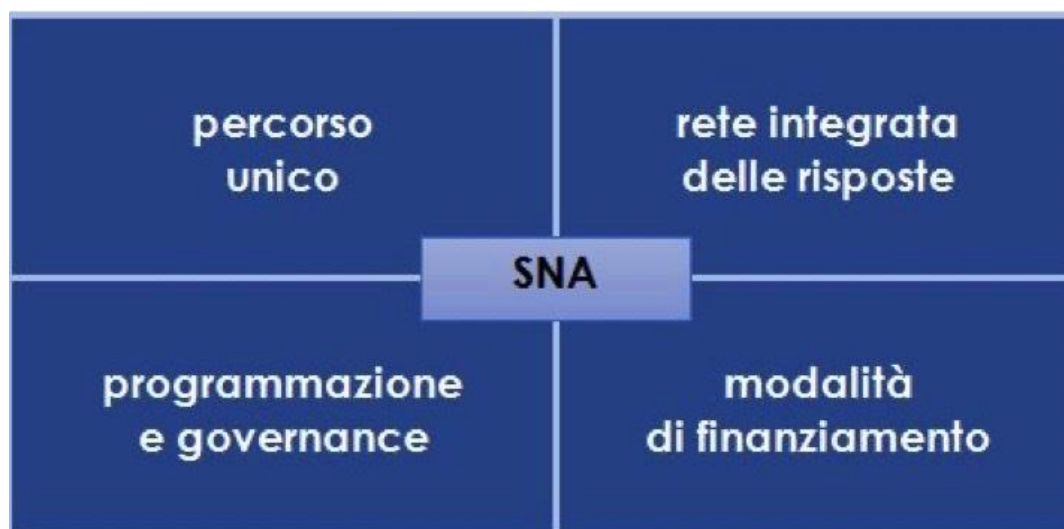 percorso
unico
rete integrata
delle risposte
SNA
programmazione
e governance
modalità
di finanziamento